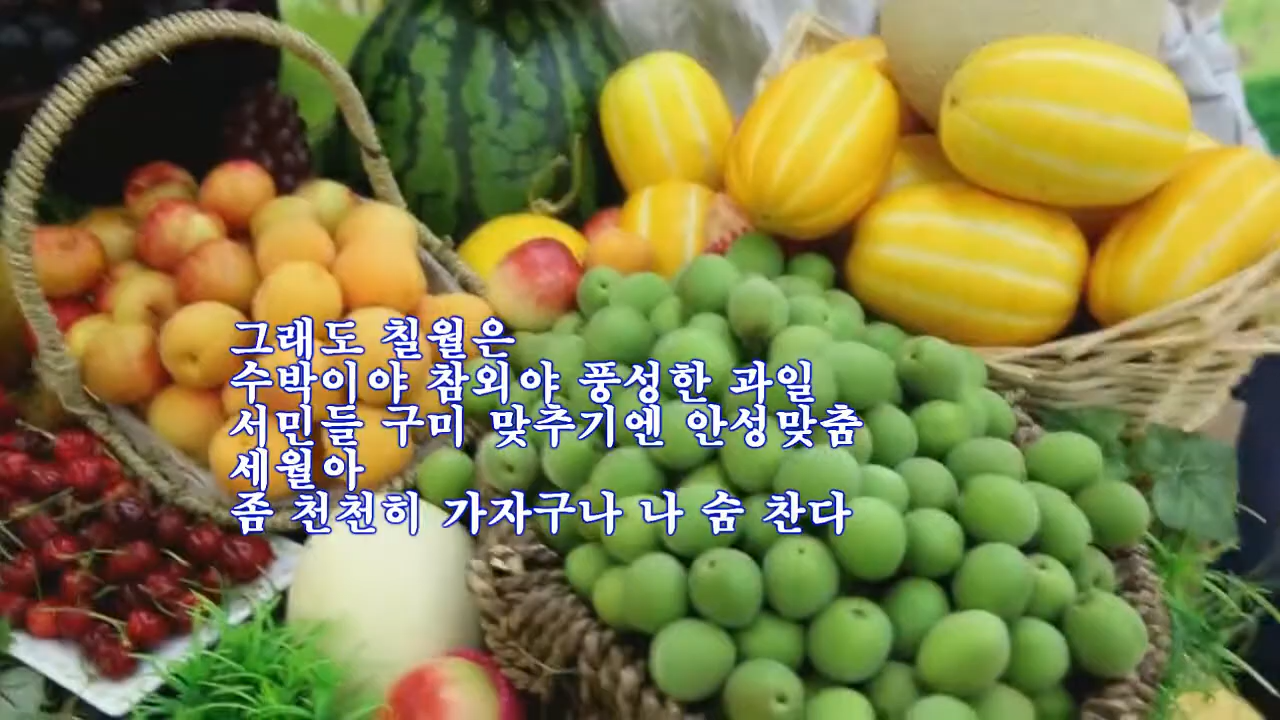 그래도 칠월은
수박이야 참외야 풍성한 과일
서민들 구미 맞추기엔 안성맞춤
세월아
좀 천천히 가자구나 나 숨 찬다